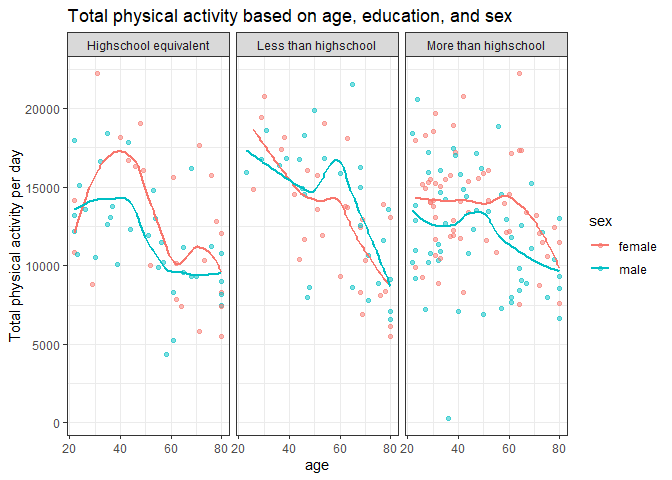 Total physical activity based on age, education, and sex
Highschool equivalent
Less than highschool
More than highschool
Total physical activity per day
20000
15000
10000
5000
0
20 40 60 80
20 40 60 80
20 40 60 80
age
sex
female
male